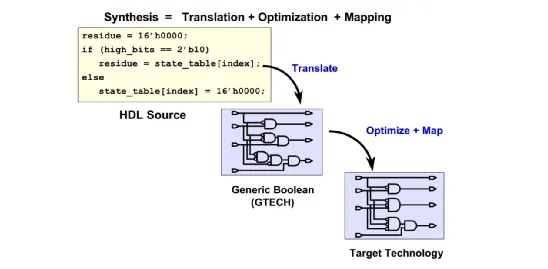 Synthesis = Translation + Optimization + Mapping
residue = 16'h0000;
if (high_bits == 2'b10)
residue = state_table[index];
else
state_table[index] = 16'h0000;
Translate
HDL Source
Optimize + Map
Generic Boolean
(GTECH)
Target Technology